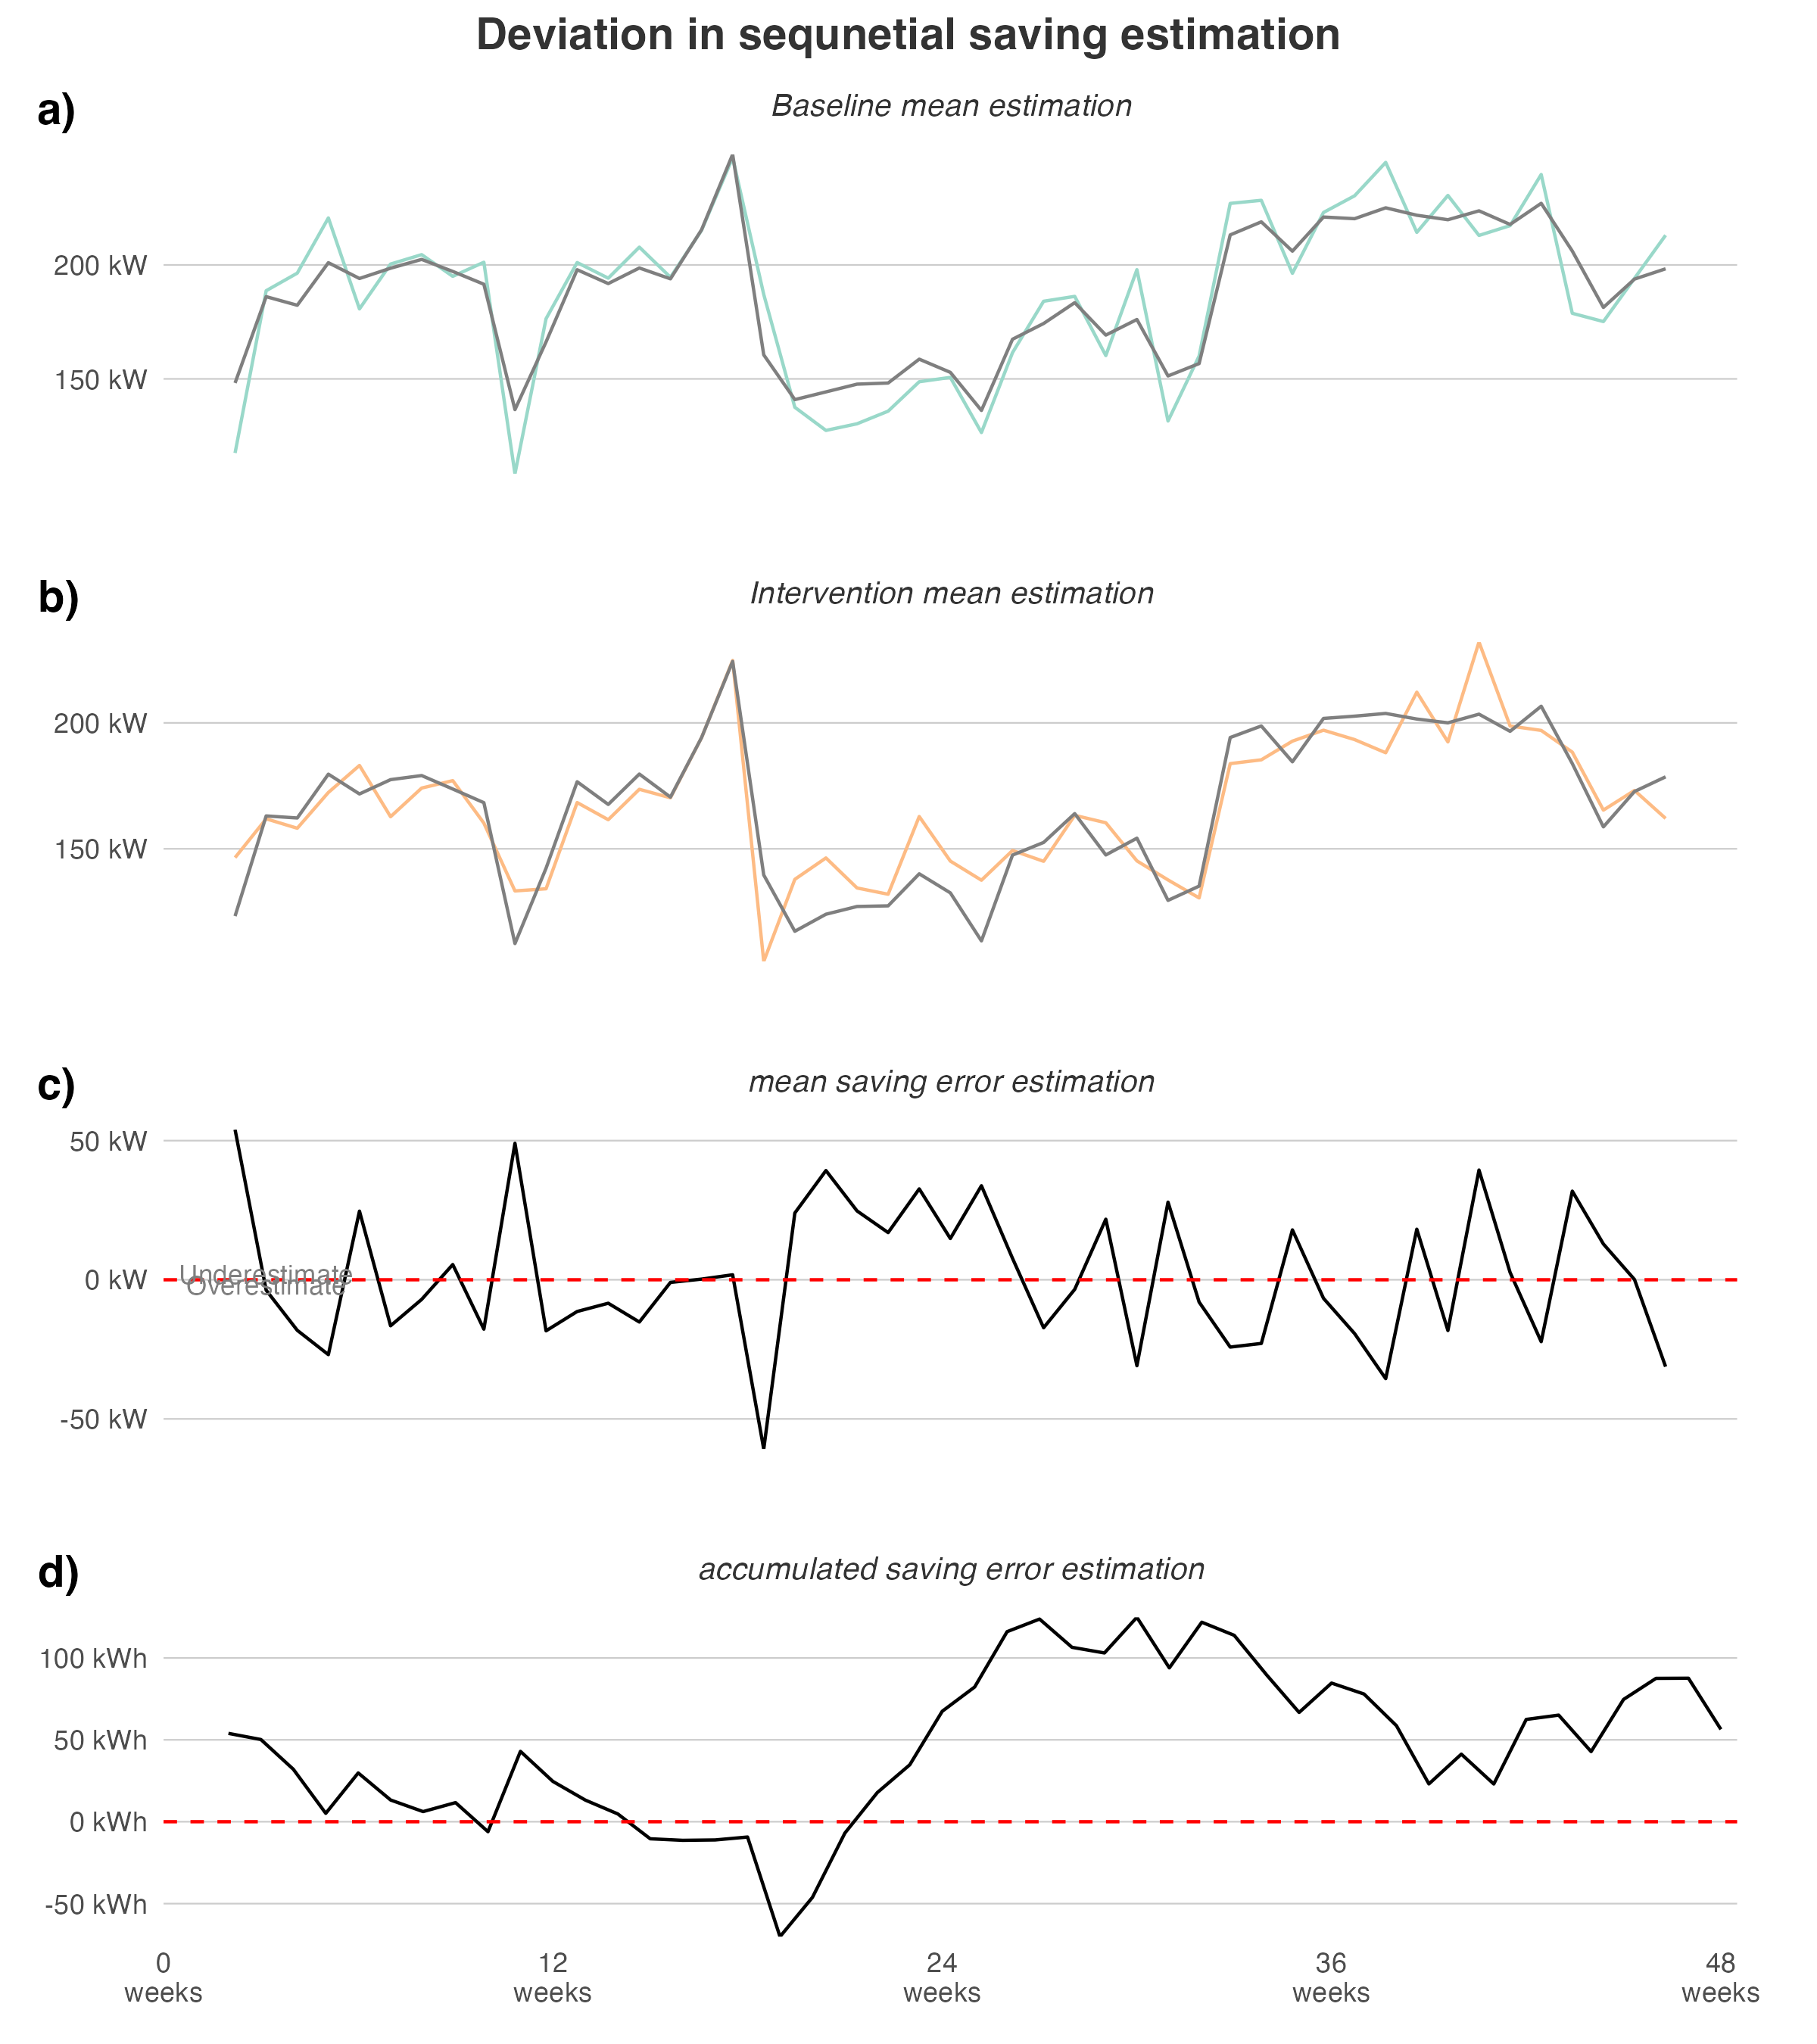 Deviation in sequnetial saving estimation
a)
Baseline mean estimation
200 kW
150 kW
b)
Intervention mean estimation
200 kW
150 kW
c)
mean saving error estimation
50 kW
Underestimate
0 kW
Overestimate
-50 kW
d)
accumulated saving error estimation
100 kWh
50 kWh
0 kWh
-50 kWh
0 12 24 36 48
weeks weeks weeks weeks weeks